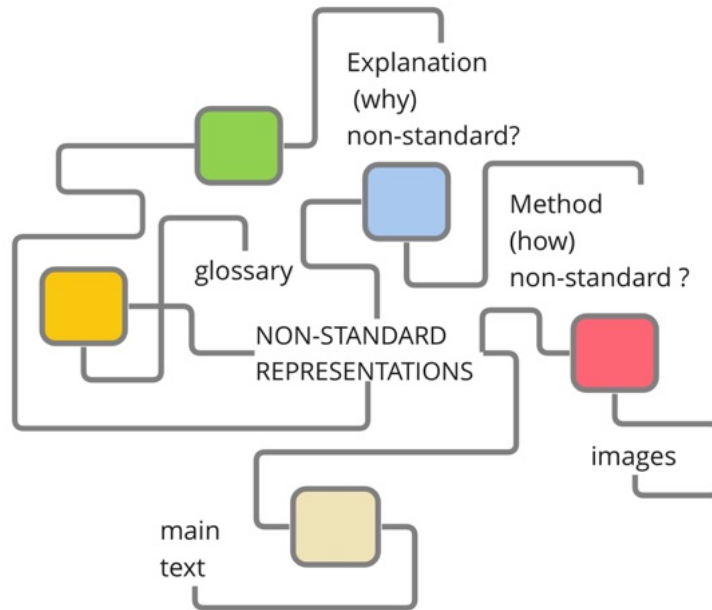 Explanation
(why)
non-standard?
Method
(how)
non-standard ?
glossary
NON-STANDARD
REPRESENTATIONS
images
main
text